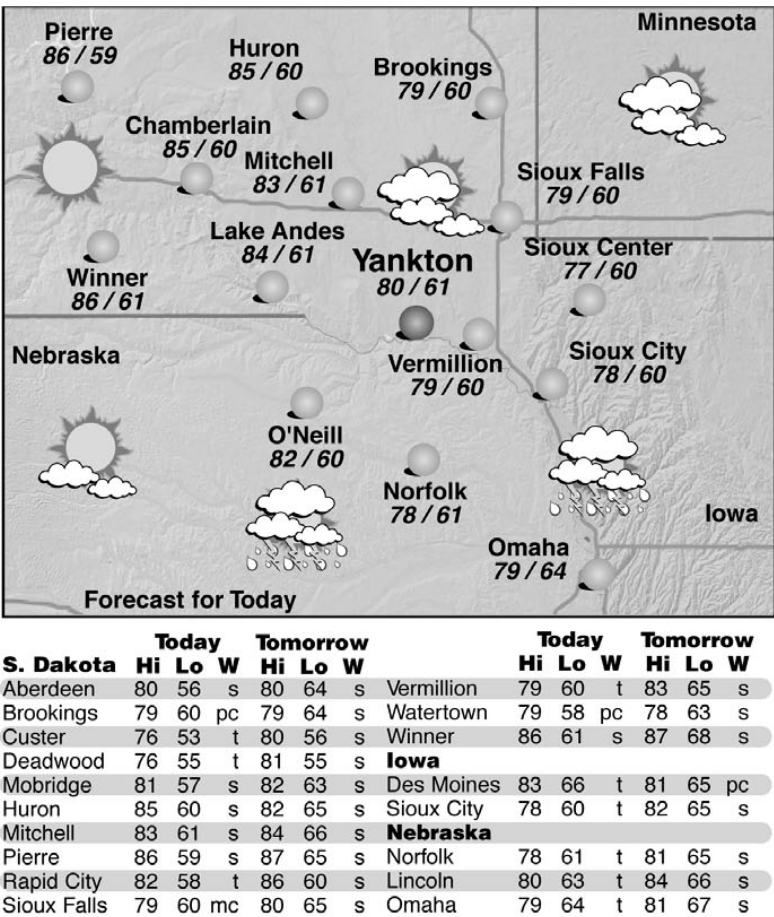 Minnesota
Pierre
86 / 59
Huron
85 / 60
Brookings
79 / 60
Chamberlain
85 / 60
Mitchell
83 / 61
Sioux Falls
79 / 60
Lake Andes
84 / 61
Yankton
80 / 61
Sioux Center
77 / 60
Winner
86 / 61
Nebraska
Vermillion
79 / 60
Sioux City
78 / 60
O'Neill
82 / 60
Norfolk
78 / 61
Iowa
Omaha
79 / 64
Forecast for Today
Today Tomorrow
S. Dakota Hi Lo W Hi Lo W
Aberdeen 80 56 s 80 64 s
Brookings 79 60 pc 79 64 s
Custer 76 53 t 80 56 s
Deadwood 76 55 t 81 55 s
Mobridge 81 57 s 82 63 s
Huron 85 60 s 82 65 s
Mitchell 83 61 s 84 66 s
Pierre 86 59 s 87 65 s
Rapid City 82 58 t 86 60 s
Sioux Falls 79 60 mc 80 65 s
Today Tomorrow
Hi Lo W Hi Lo W
Vermillion 79 60 t 83 65 s
Watertown 79 58 pc 78 63 s
Winner 86 61 s 87 68 s
Iowa
Des Moines 83 66 t 81 65 pc
Sioux City 78 60 t 82 65 s
Nebraska
Norfolk 78 61 t 81 65 s
Lincoln 80 63 t 84 66 s
Omaha 79 64 t 81 67 s